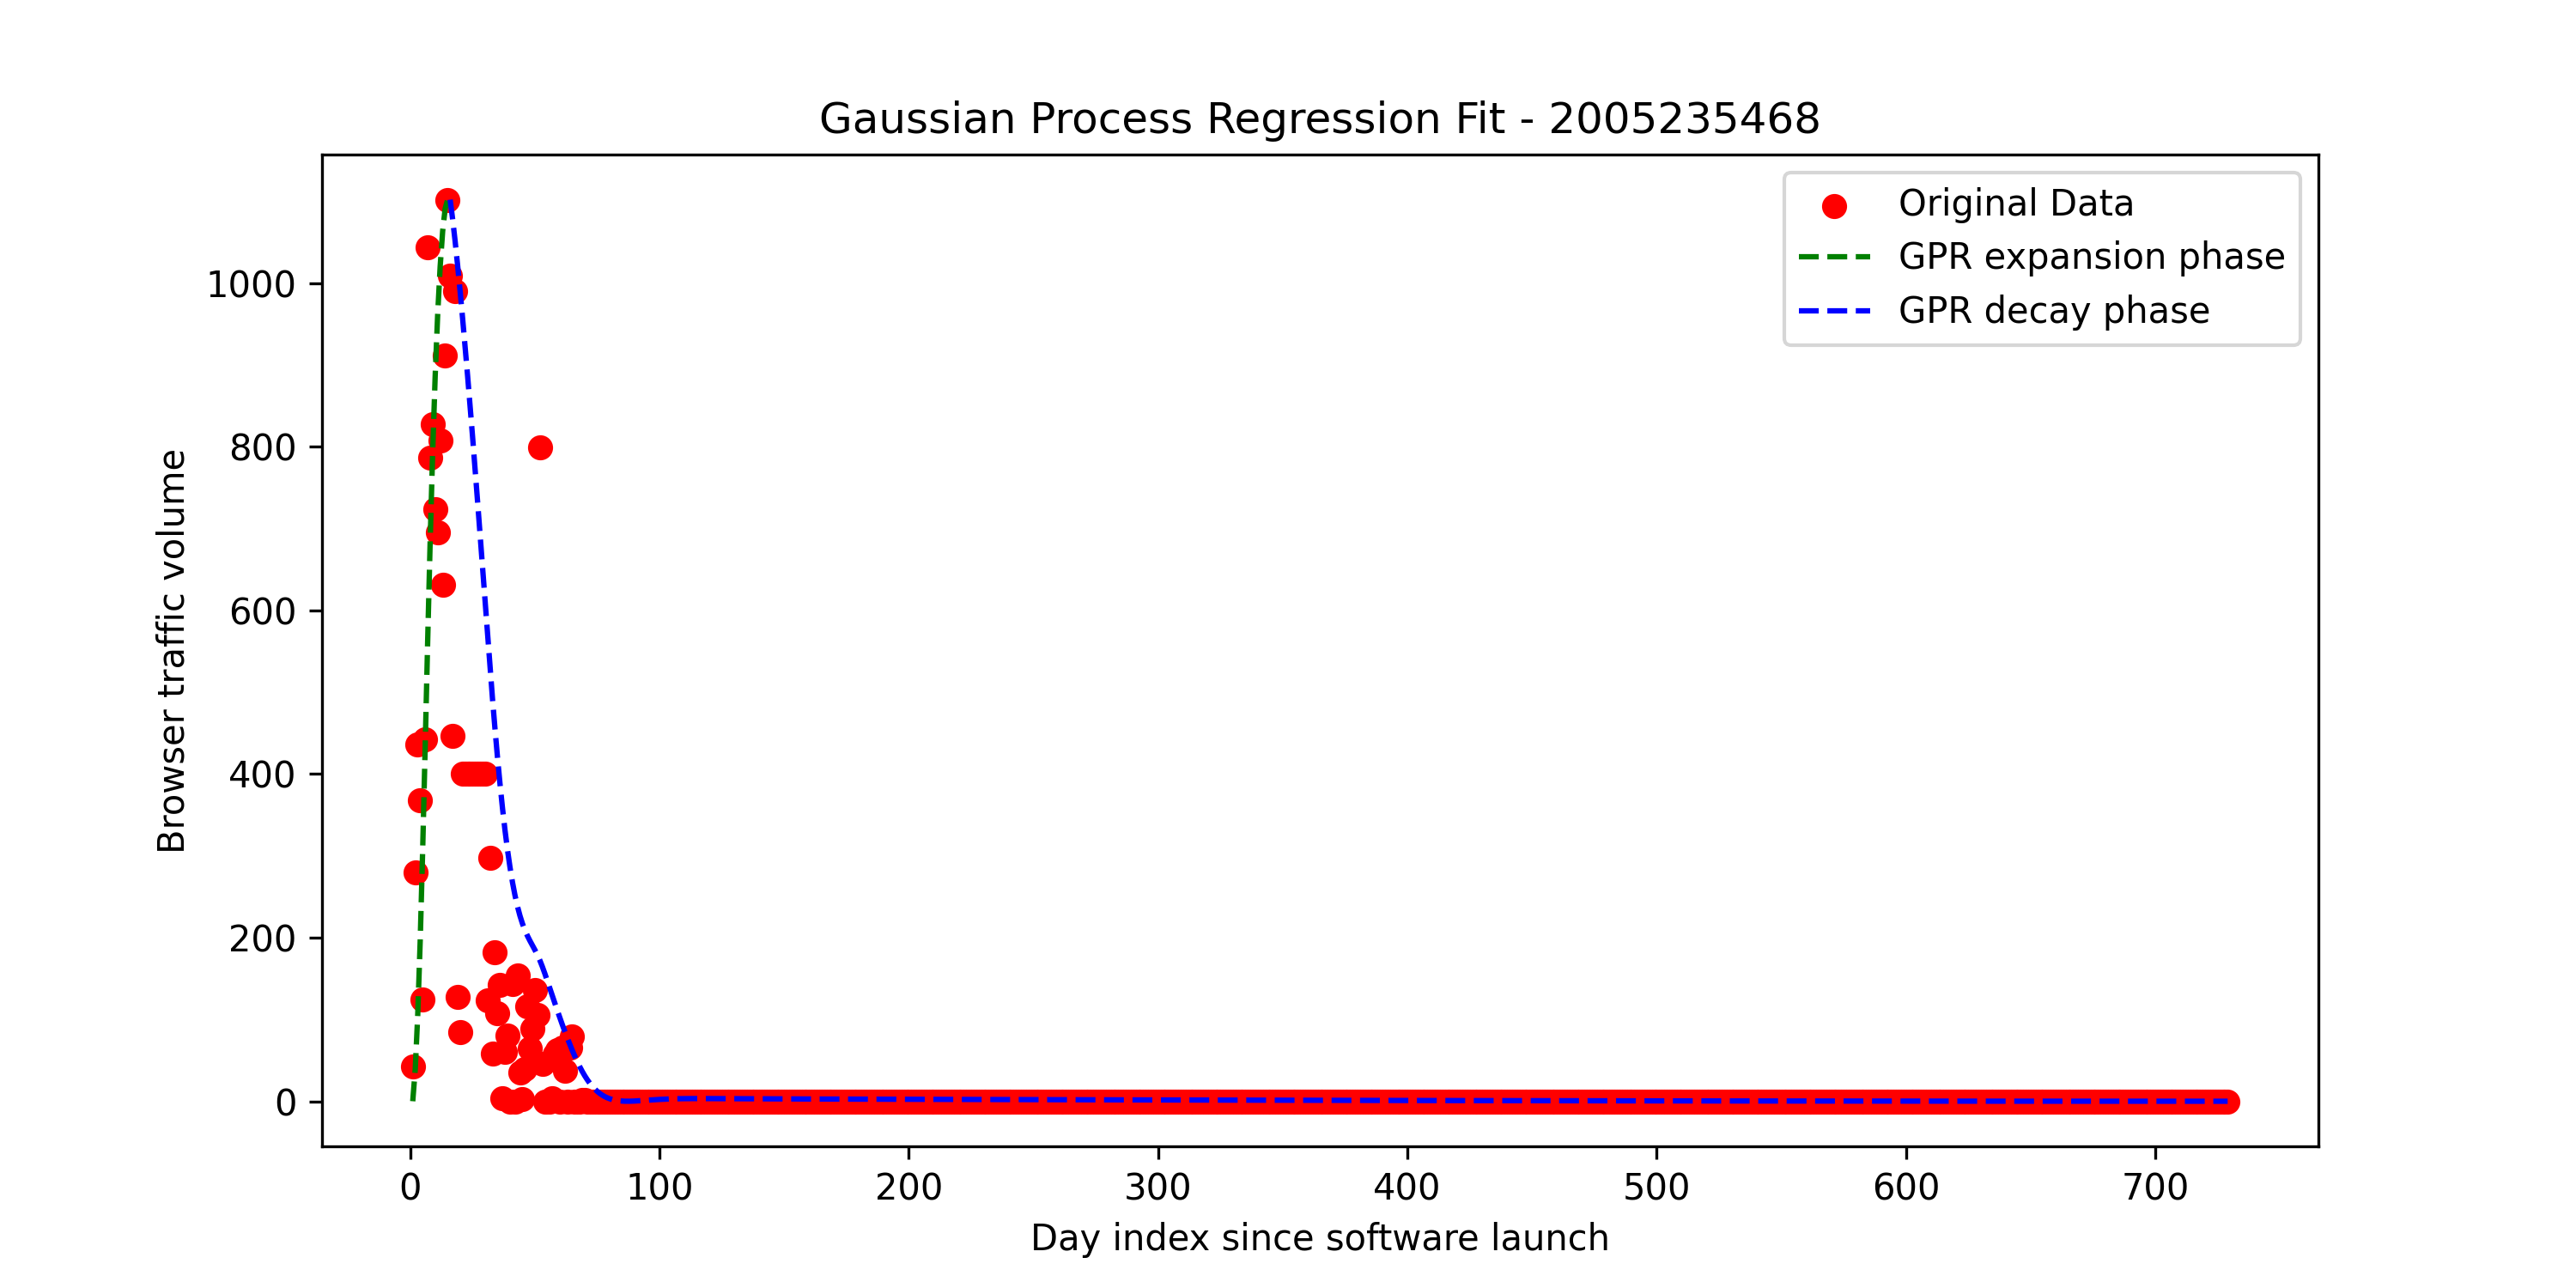 Gaussian Process Regression Fit - 2005235468
Original Data
GPR expansion phase
GPR decay phase
Browser traffic volume
1000
800
600
400
200
0
0 100 200 300 400 500 600 700
Day index since software launch